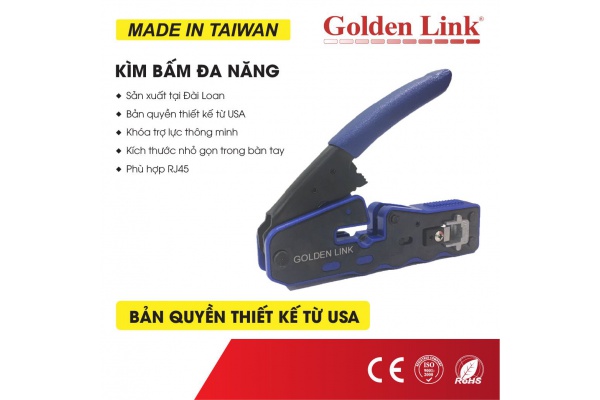 MADE IN TAIWAN
Golden Link®
KÌM BẤM ĐA NĂNG
Sản xuất tại Đài Loan
Bản quyền thiết kế từ USA
Khóa trợ lực thông minh
Kích thước nhỏ gọn trong bàn tay
Phù hợp RJ45
GOLDEN LINK
BẢN QUYỀN THIẾT KẾ TỪ USA
CE
ISO
9001:
2000
RoHS